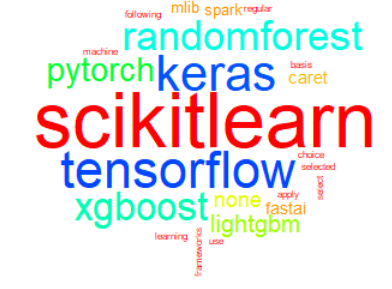 following mlib spark regular
randomforest
machine
pytorch keras basis
caret
scikitlearn
tensorflow choice
selected
select
xgboost none apply
fastai
lightgbm
learning frameworks use